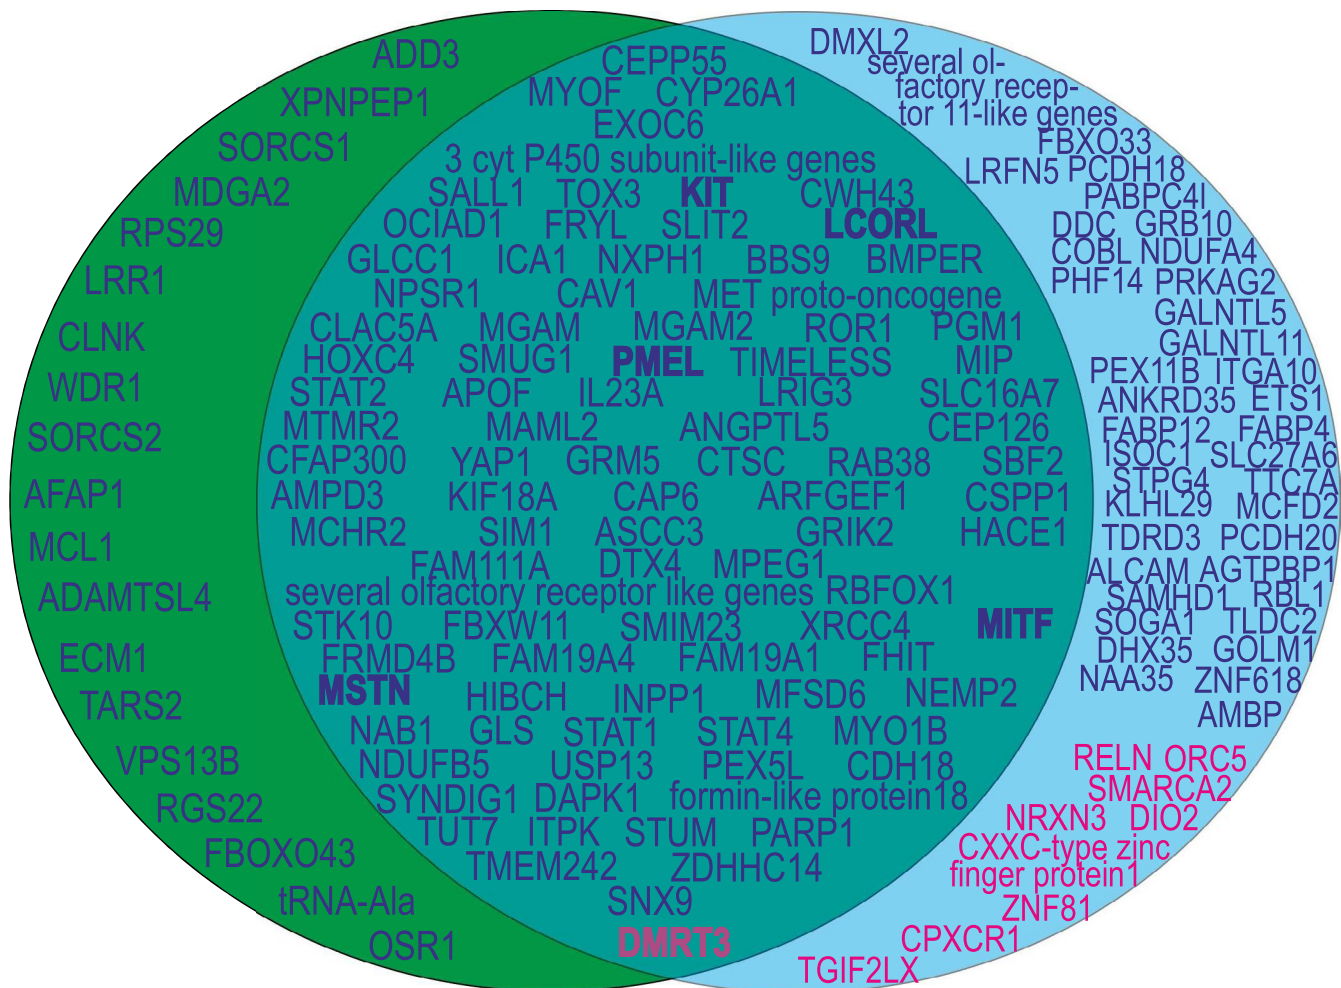 ADD3
XPNPEP1
SORCS1
MDGA2
RPS29
LRR1
CLNK
WDR1
SORCS2
AFAP1
MCL1
ADAMTSL4
ECM1
TARS2
VPS13B
RGS22
FBOXO43
tRNA-Ala
OSR1
CEPP55
MYOF CYP26A1
EXOC6
3 cyt P450 subunit-like genes
SALL1 TOX3 KIT CWH43
OCIAD1 FRYL SLIT2 LCORL
GLCC1 ICA1 NXPH1 BBS9 BMPER
NPSR1 CAV1 MET proto-oncogene
CLAC5A MGAM MGAM2 ROR1 PGM1
HOXC4 SMUG1 PMEL TIMELESS MIP
STAT2 APOF IL23A LRIG3 SLC16A7
MTMR2 MAML2 ANGPTL5 CEP126
CFAP300 YAP1 GRM5 CTSC RAB38 SBF2
AMPD3 KIF18A CAP6 ARFGEF1 CSPP1
MCHR2 SIM1 ASCC3 GRIK2 HACE1
FAM111A DTX4 MPEG1
several olfactory receptor like genes RBFOX1
STK10 FBXW11 SMIM23 XRCC4 MITF
FRMD4B FAM19A4 FAM19A1 FHIT
MSTN HIBCH INPP1 MFSD6 NEMP2
NAB1 GLS STAT1 STAT4 MYO1B
NDUFB5 USP13 PEX5L CDH18
SYNDIG1 DAPK1 formin-like protein18
TUT7 ITPK STUM PARP1
TMEM242 ZDHHC14
SNX9
DMRT3
DMXL2
several ol-
factory recep-
tor 11-like genes
FBXO33
LRFN5 PCDH18
PABPC4l
DDC GRB10
COBL NDUFA4
PHF14 PRKAG2
GALNTL5
GALNTL11
PEX11B ITGA10
ANKRD35 ETS1
FABP12 FABP4
ISOC1 SLC27A6
STPG4 TTC7A
KLHL29 MCFD2
TDRD3 PCDH20
ALCAM AGTPBP1
SAMHD1 RBL1
SOGA1 TLDC2
DHX35 GOLM1
NAA35 ZNF618
AMBP
RELN ORC5
SMARCA2
NRXN3 DIO2
CXXC-type zinc
finger protein1
ZNF81
CPXCR1
TGIF2LX